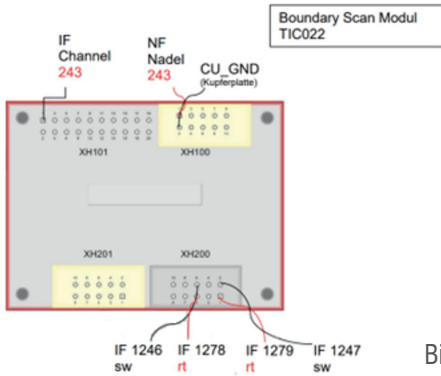 Boundary Scan Modul
TIC022
IF
Channel
243
NF
Nadel
243
CU_GND
(Kupferplatte)
XH101
XH100
XH201
XH200
IF 1246
sw
IF 1278
rt
IF 1279
rt
IF 1247
sw
Bi